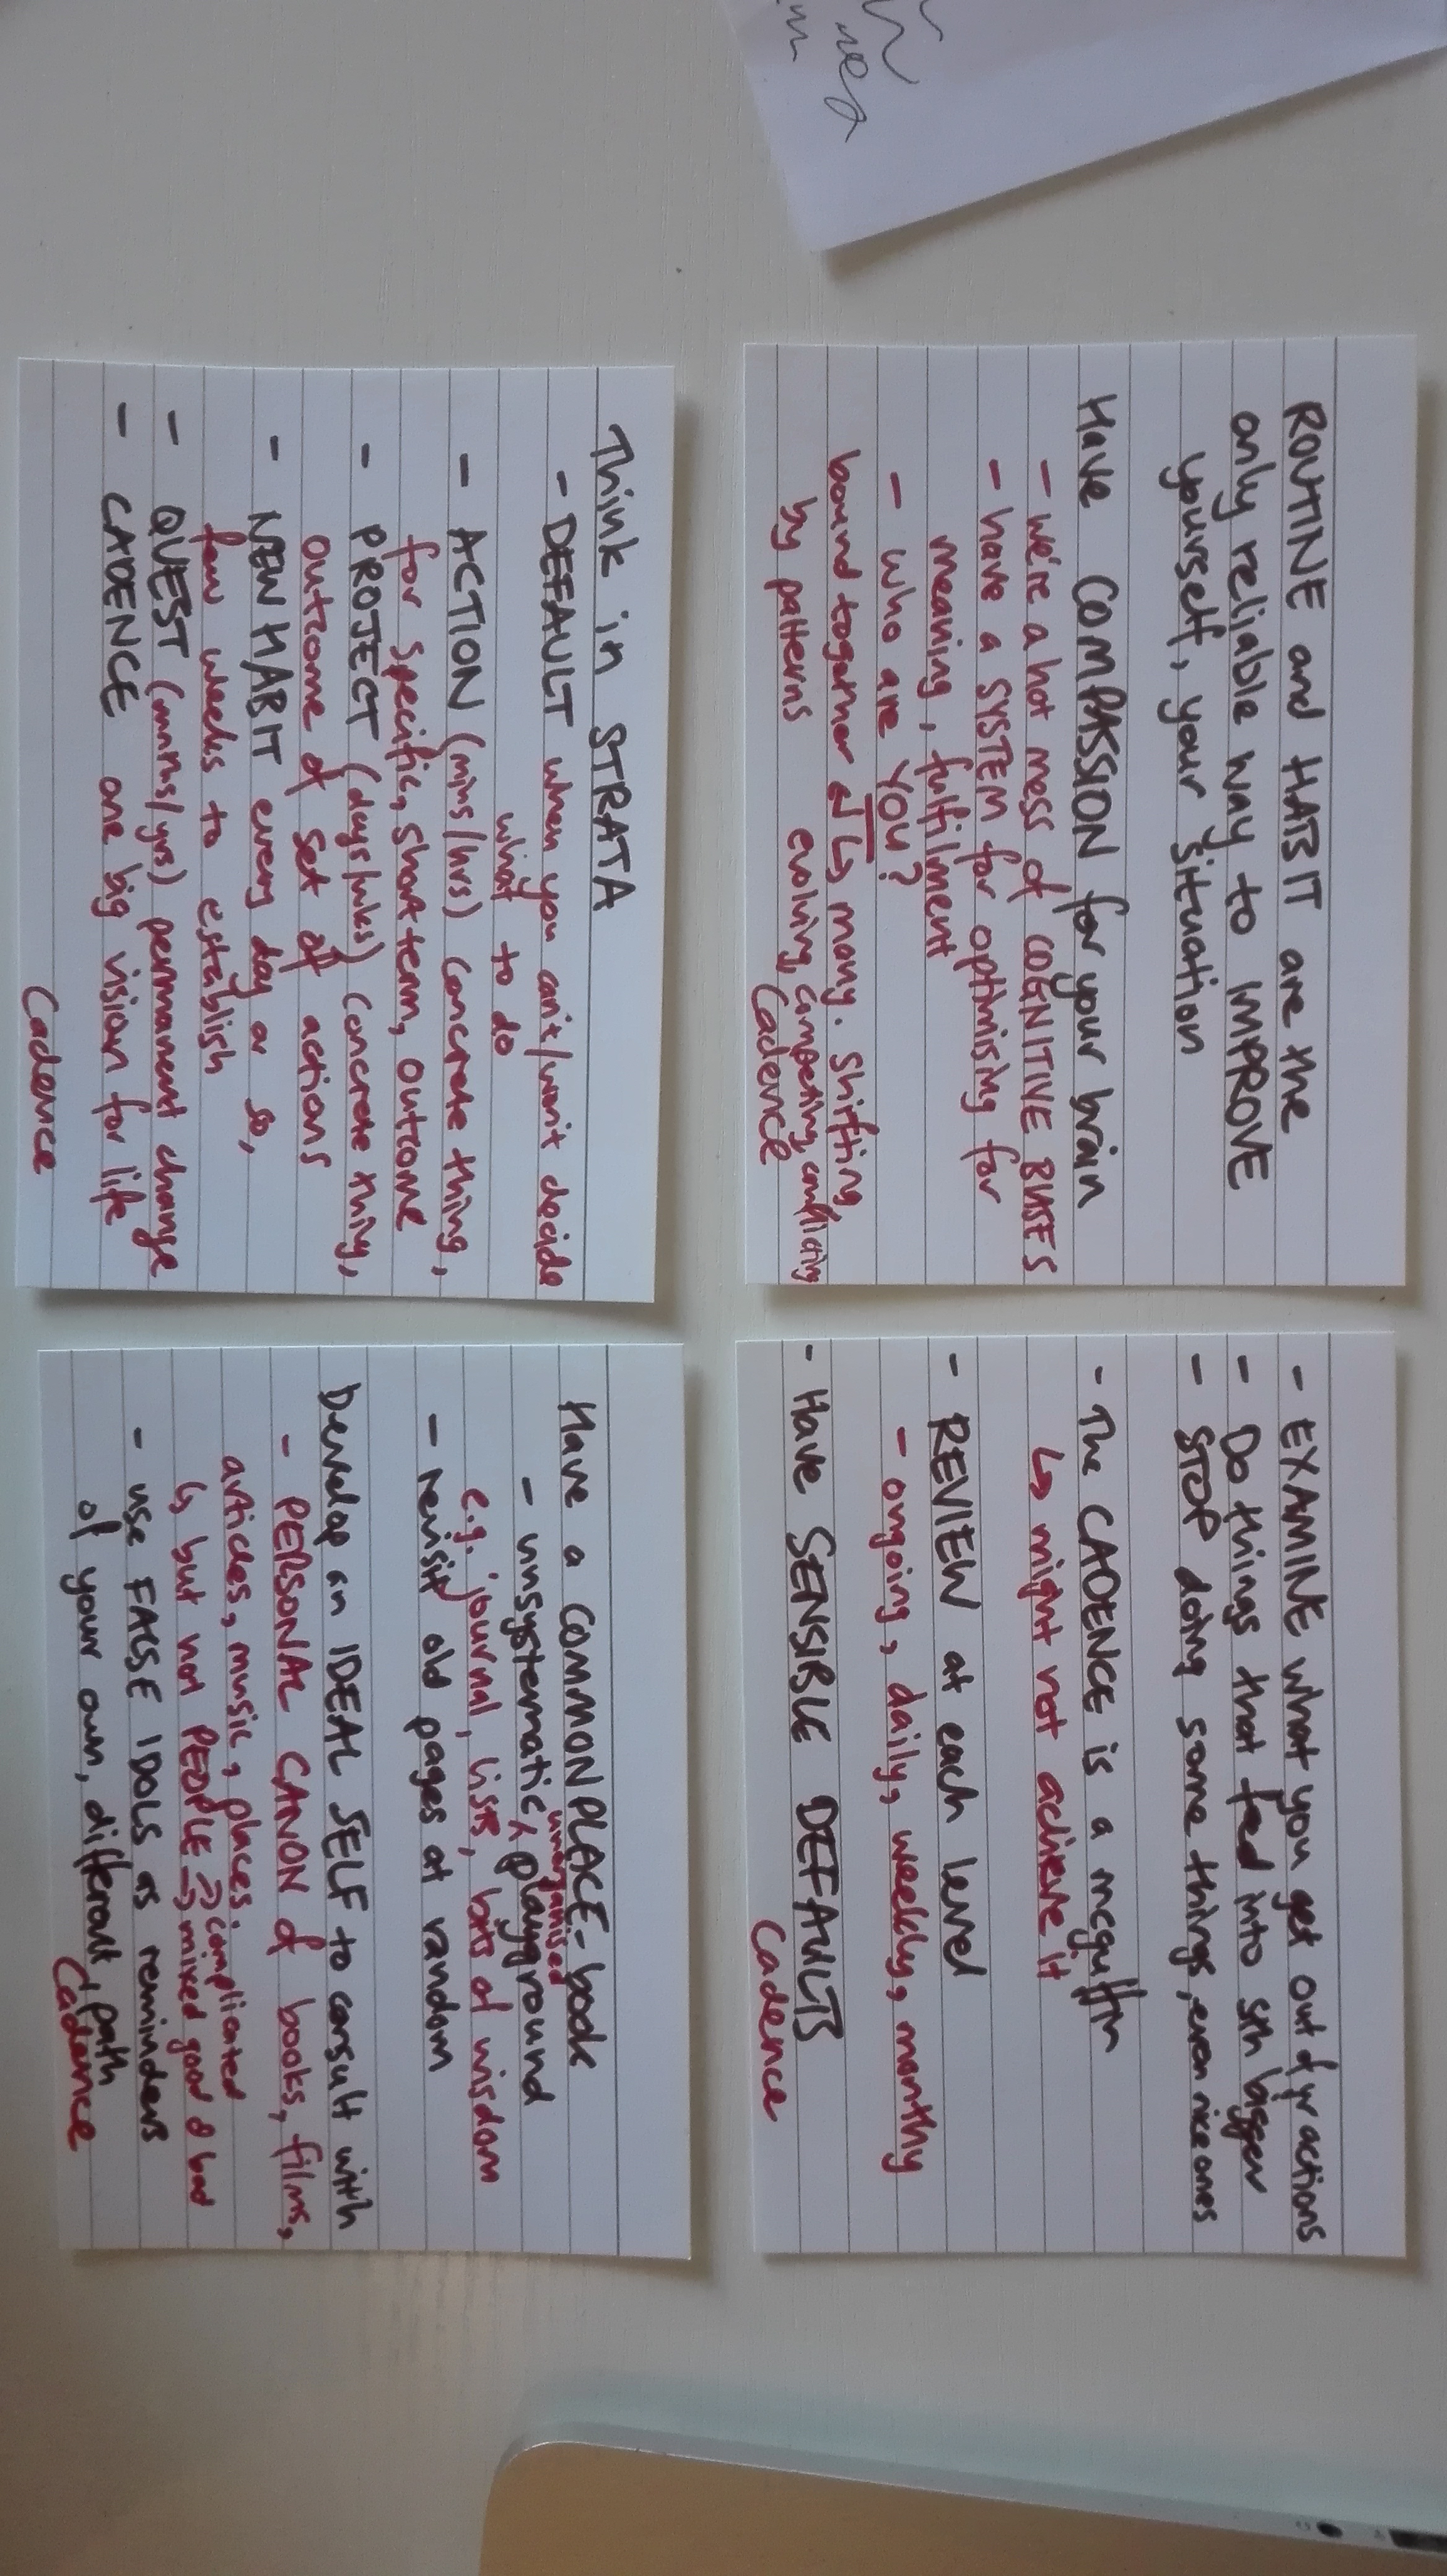 ROUTINE and HABIT are the
only reliable way to IMPROVE
yourself, your situation
Have COMPASSION for your brain
- we're a hot mess of COGNITIVE BIASES
- have a SYSTEM for optimising for
meaning, fulfilment
- who are YOU?
bound together ↲↳ many. Shifting
by patterns evolving, competing, conflicting
Cadence
- EXAMINE what you get out of yr actions
- Do things that feed into sth bigger
- STOP doing some things, even nice ones
- The CADENCE is a mcguffin
↳ might not achieve it
- REVIEW at each level
- ongoing, daily, weekly, monthly
- Have SENSIBLE DEFAULTS
Cadence
Think in STRATA
- DEFAULT when you can't/won't decide
what to do
- ACTION (mins/hrs) concrete thing,
for specific, short term, outcome
- PROJECT (days/wks) concrete thing,
outcome of set of actions
- NEW HABIT every day or so,
few weeks to establish
- QUEST (mnths/yrs) permanent change
- CADENCE one big vision for life
Cadence
Have a COMMONPLACE-book
- unsystematic, unorganised playground
e.g. journal, lists, bits of wisdom
- revisit old pages at random
Develop an IDEAL SELF to consult with
- PERSONAL CANON of books, films,
articles, music, places.
↳ but not PEOPLE => complicated
=> mixed good & bad
- use FALSE IDOLS as reminders
of your own, different, path
Cadence